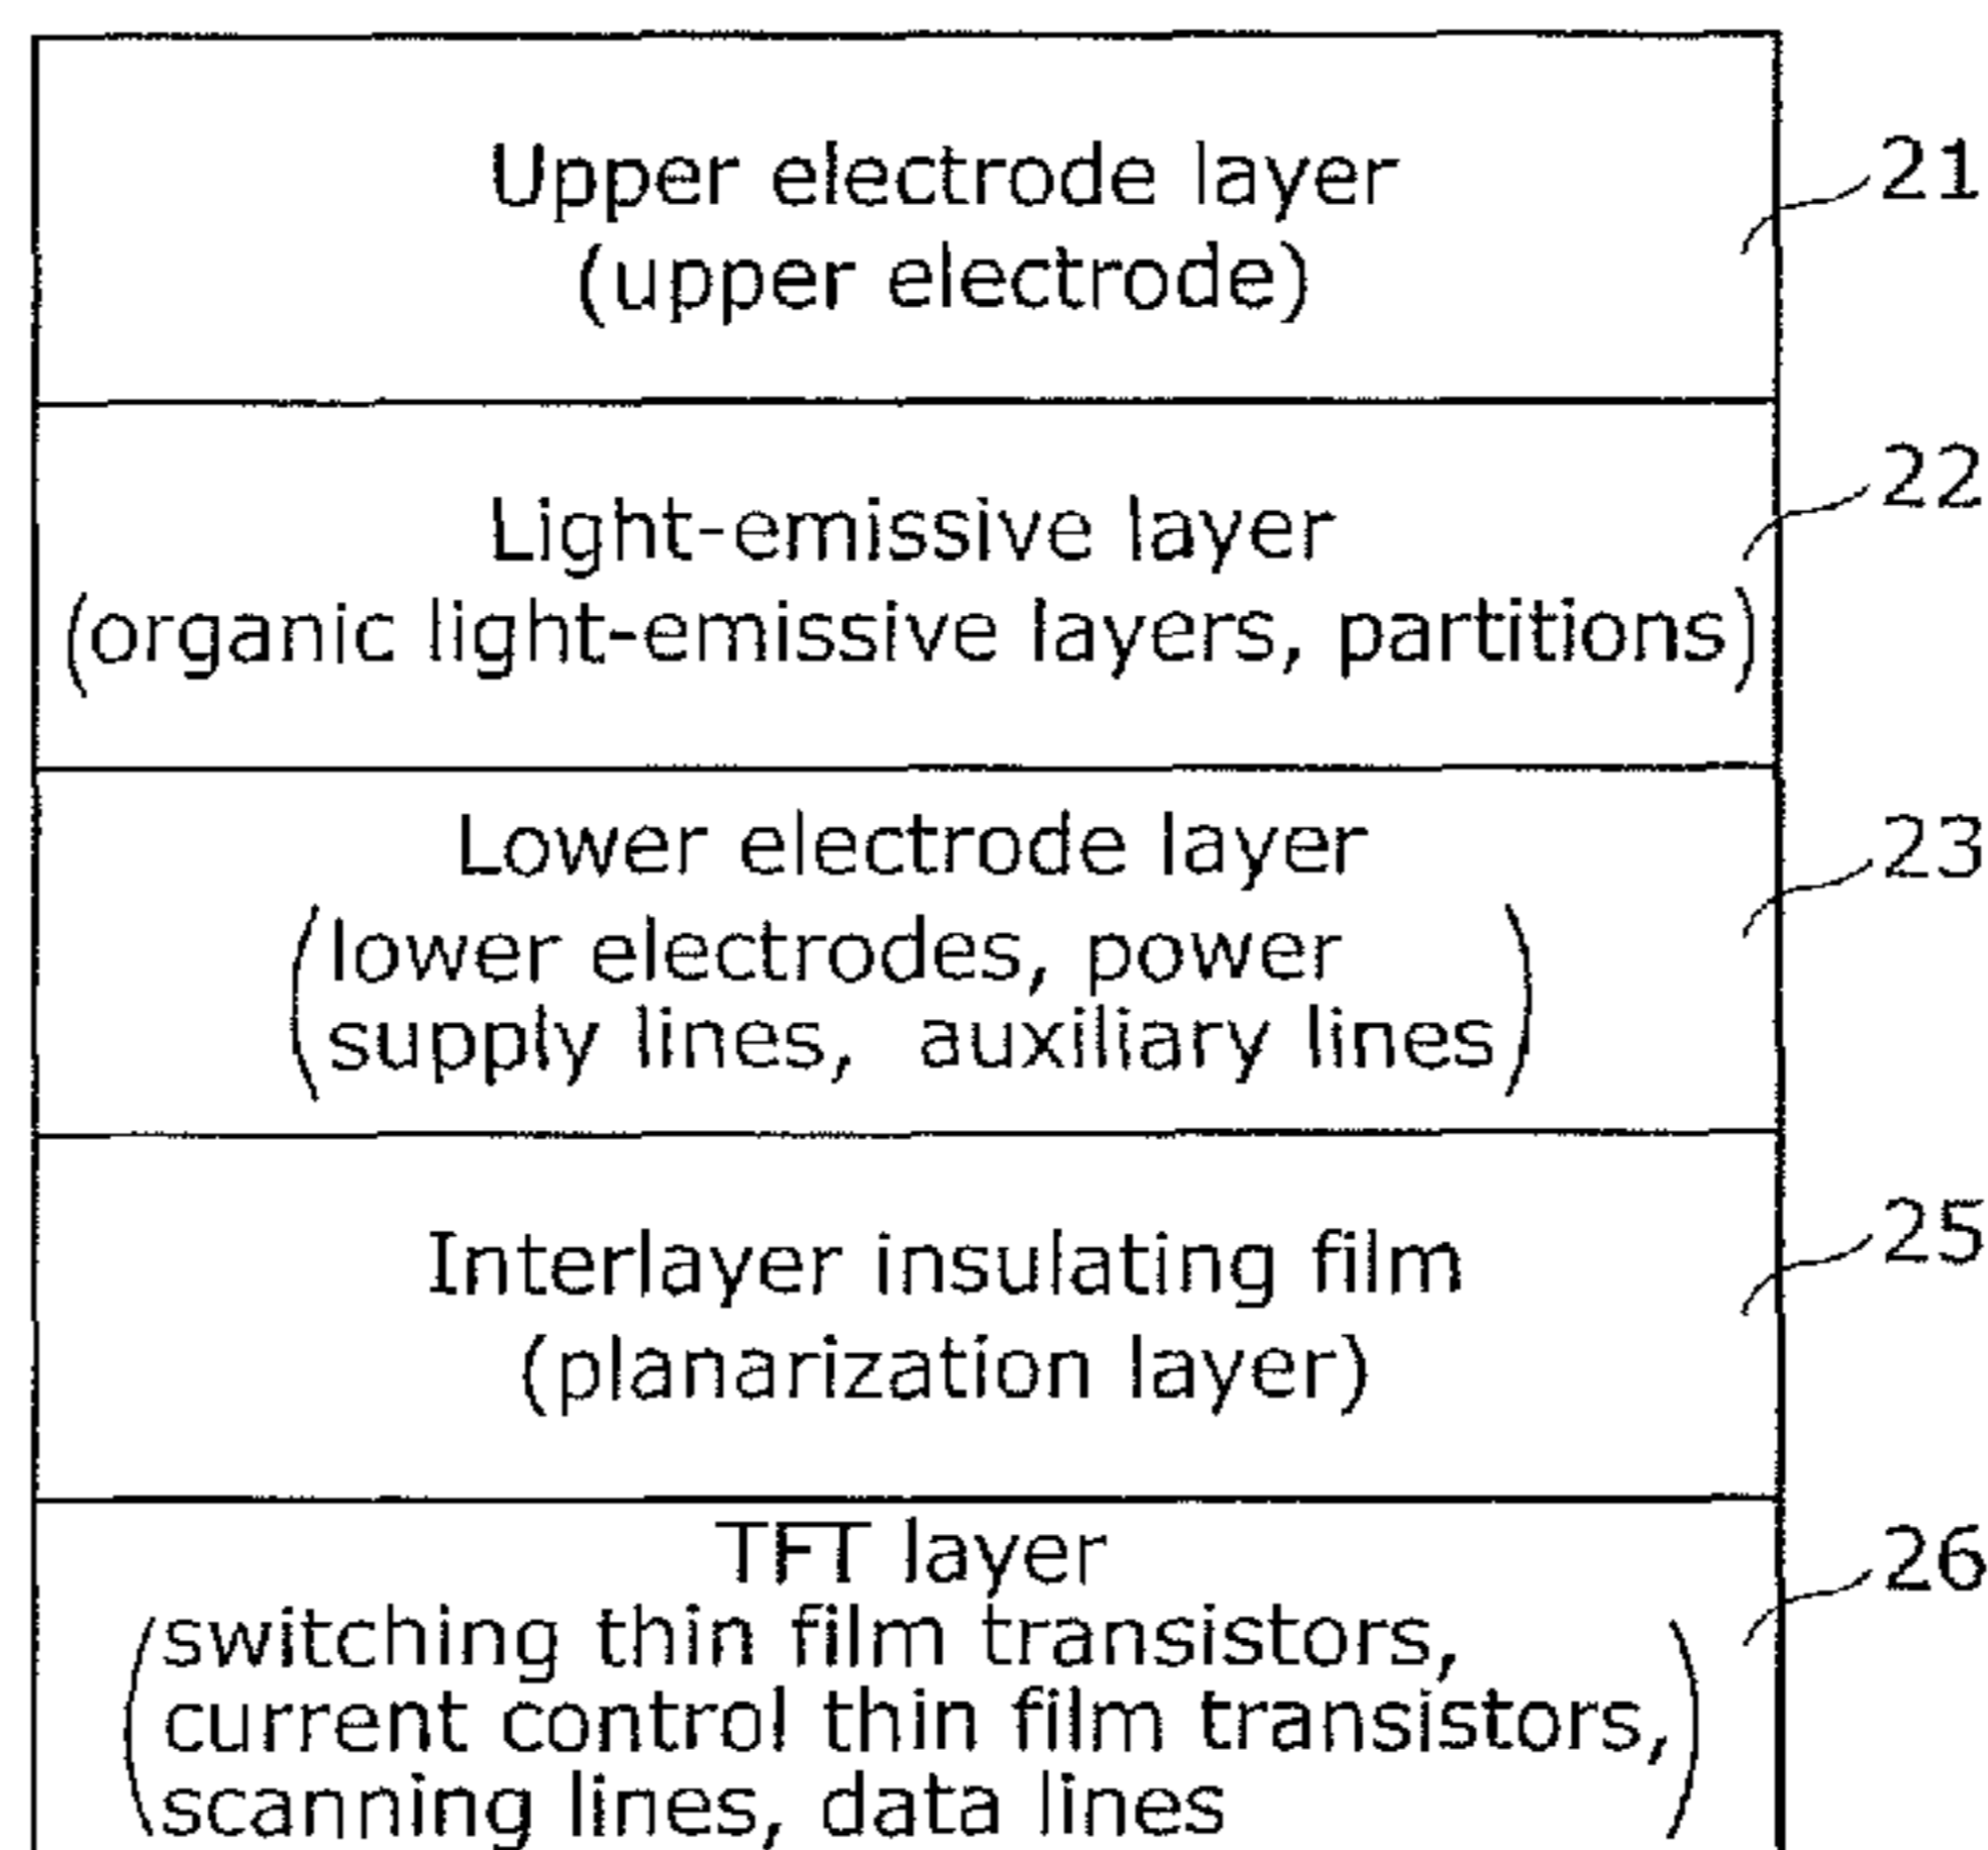 Upper electrode layer
(upper electrode)
21
Light-emissive layer
(organic light-emissive layers, partitions)
22
Lower electrode layer
(lower electrodes, power
supply lines, auxiliary lines)
23
Interlayer insulating film
(planarization layer)
25
TFT layer
(switching thin film transistors,
current control thin film transistors,
scanning lines, data lines)
26